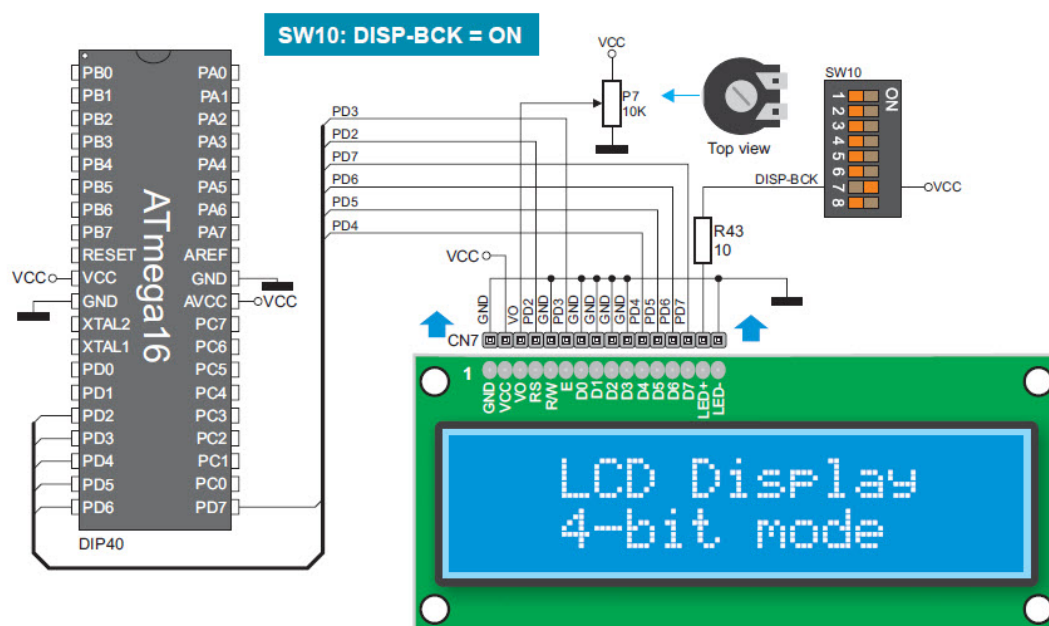 SW10: DISP-BCK = ON
VCC
P7
10K
Top view
SW10
ON
1
2
3
4
5
6
7
8
VCC
DISP-BCK
R43
10
PD3
PD2
PD7
PD6
PD5
PD4
VCC
ATmega16
PB0 PA0
PB1 PA1
PB2 PA2
PB3 PA3
PB4 PA4
PB5 PA5
PB6 PA6
PB7 PA7
RESET AREF
VCC VCC GND
GND AVCC VCC
XTAL2 PC7
XTAL1 PC6
PD0 PC5
PD1 PC4
PD2 PC3
PD3 PC2
PD4 PC1
PD5 PC0
PD6 PD7
DIP40
GND VO PD2 GND PD3 GND GND GND GND PD4 PD5 PD6 PD7
CN7
1
GND VCC VO RS R/W E D0 D1 D2 D3 D4 D5 D6 D7 LED+ LED-
LCD Display
4-bit mode